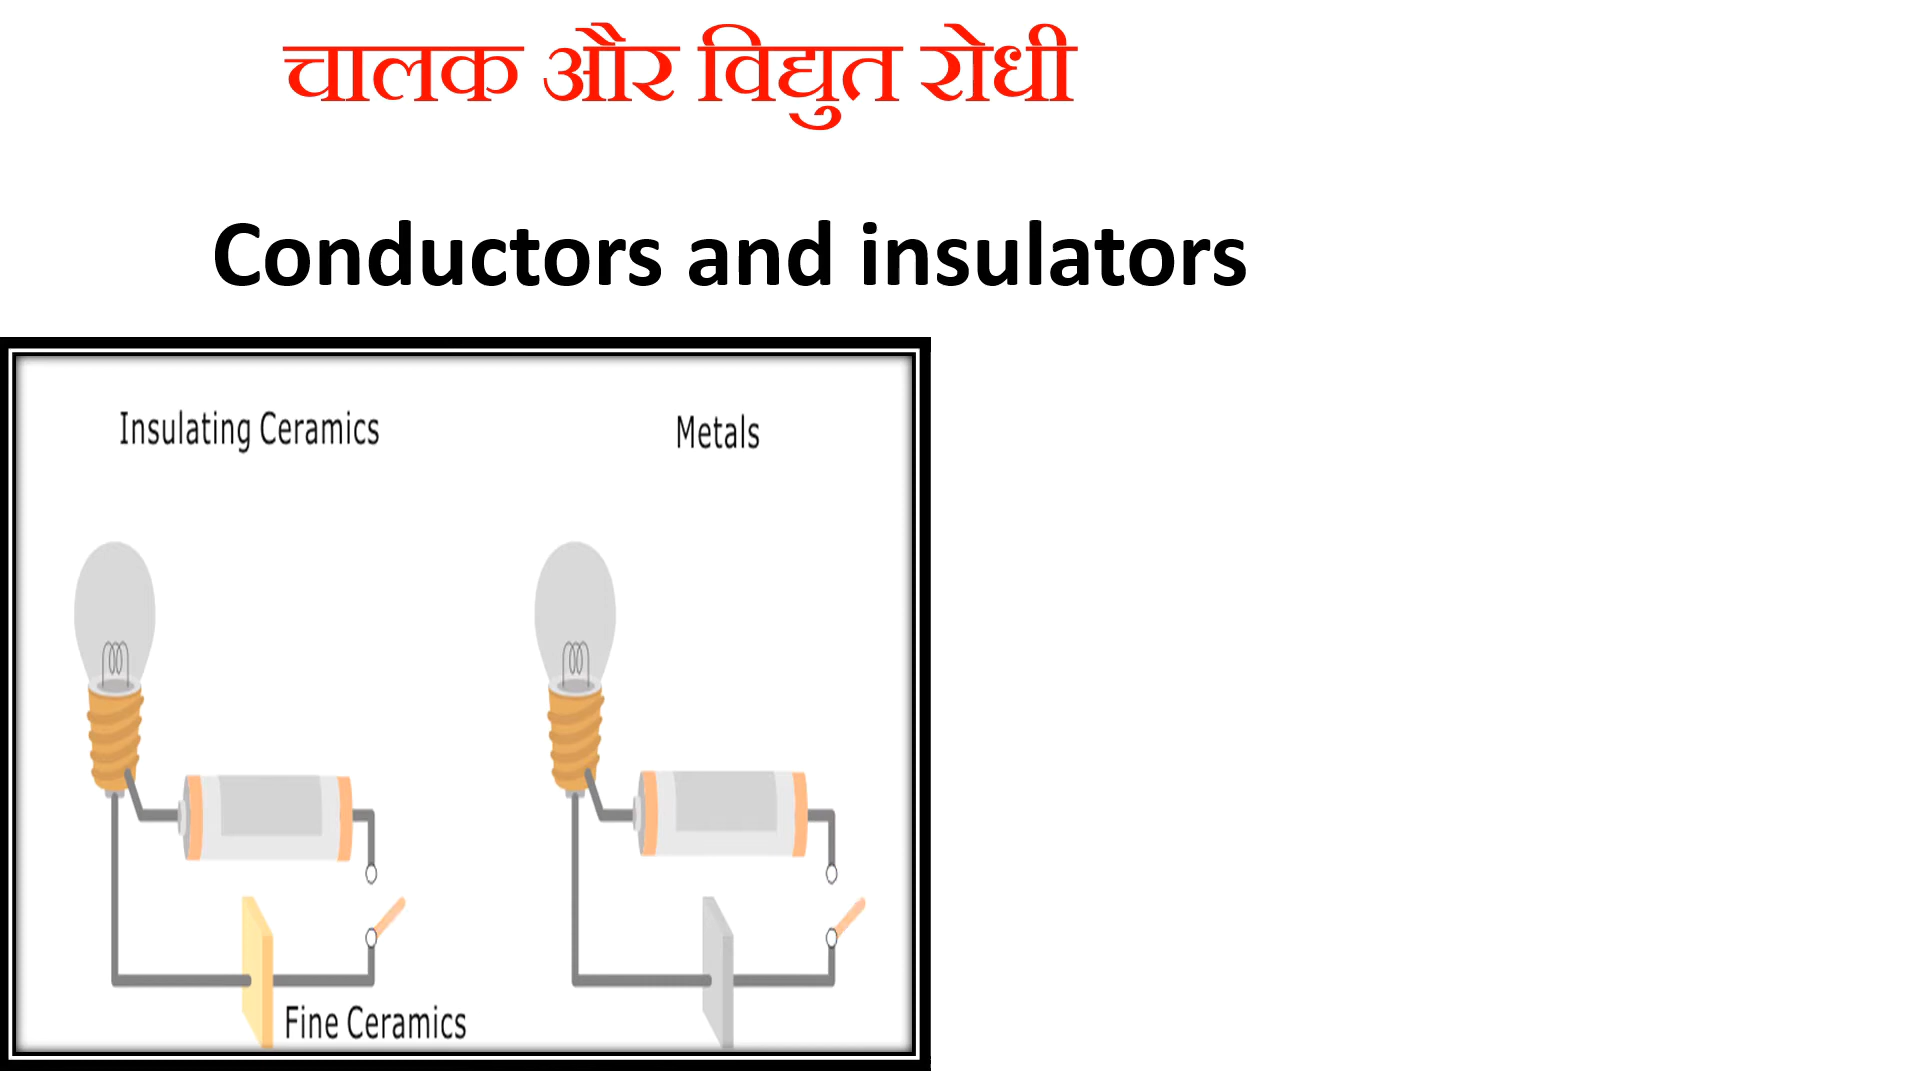 चालक और विद्युत रोधी
Conductors and insulators
Insulating Ceramics
Metals
Fine Ceramics